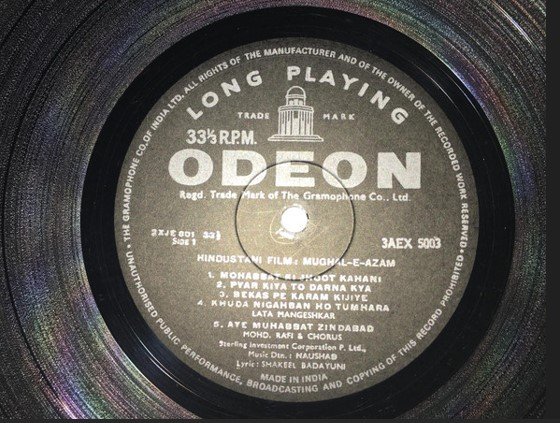 THE GRAMOPHONE CO. OF INDIA LTD. ALL RIGHTS OF THE MANUFACTURER AND OF THE OWNER OF THE RECORDED WORK RESERVED
LONG PLAYING
TRADE MARK
33⅓ R.P.M.
ODEON
Regd. Trade Mark of The Gramophone Co., Ltd.
SIDE 1
3AEX 5003
HINDUSTANI FILM: MUGHAL-E-AZAM
1. MOHABBAT KI JHOOT KAHANI
2. PYAR KIYA TO DARNA KYA
3. BEKAS PE KARAM KIJIYE
4. KHUDA NIGAHBAN HO TUMHARA
LATA MANGESHKAR
5. AYE MUHABBAT ZINDABAD
MOHD. RAFI & CHORUS
Sterling Investment Corporation P. Ltd.,
Music Dtn.: NAUSHAD
Lyric: SHAKEEL BADAYUNI
MADE IN INDIA
UNAUTHORISED PUBLIC PERFORMANCE, BROADCASTING AND COPYING OF THIS RECORD PROHIBITED